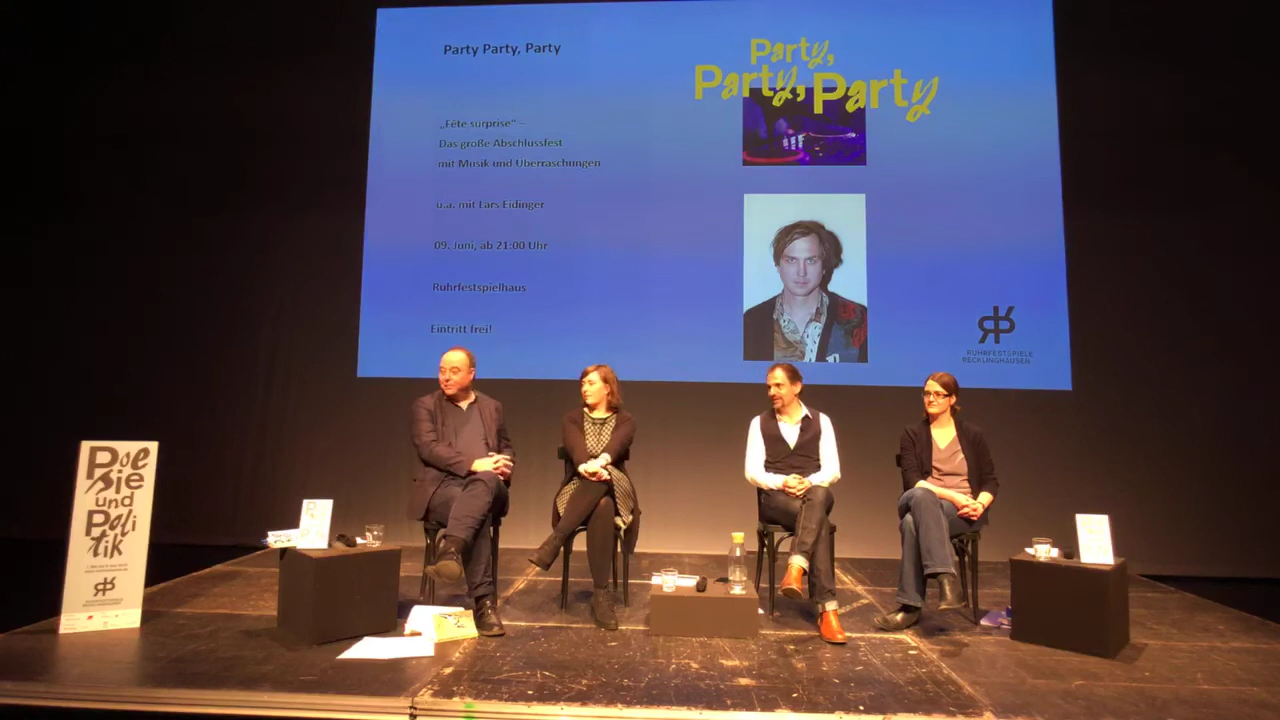 Party Party, Party
„Fête surprise“ –
Das große Abschlussfest
mit Musik und Überraschungen
u.a. mit Lars Eidinger
09. Juni, ab 21:00 Uhr
Ruhrfestspielhaus
Eintritt frei!
Party,
Party, Party
RUHRFESTSPIELE
RECKLINGHAUSEN
Poe
sie
und
Poli
tik